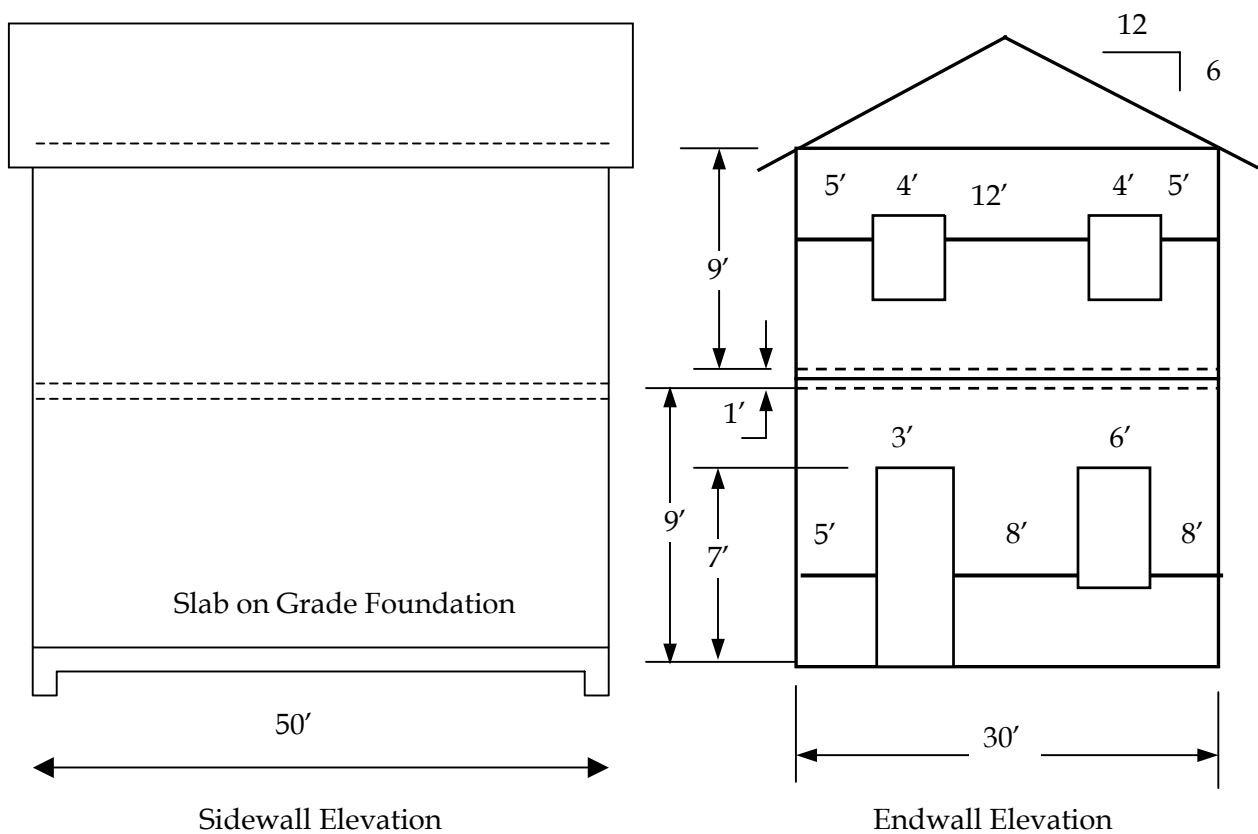 12
6
5′ 4′ 12′ 4′ 5′
9′
1′
3′ 6′
9′
7′
5′ 8′ 8′
Slab on Grade Foundation
50′
30′
Sidewall Elevation
Endwall Elevation